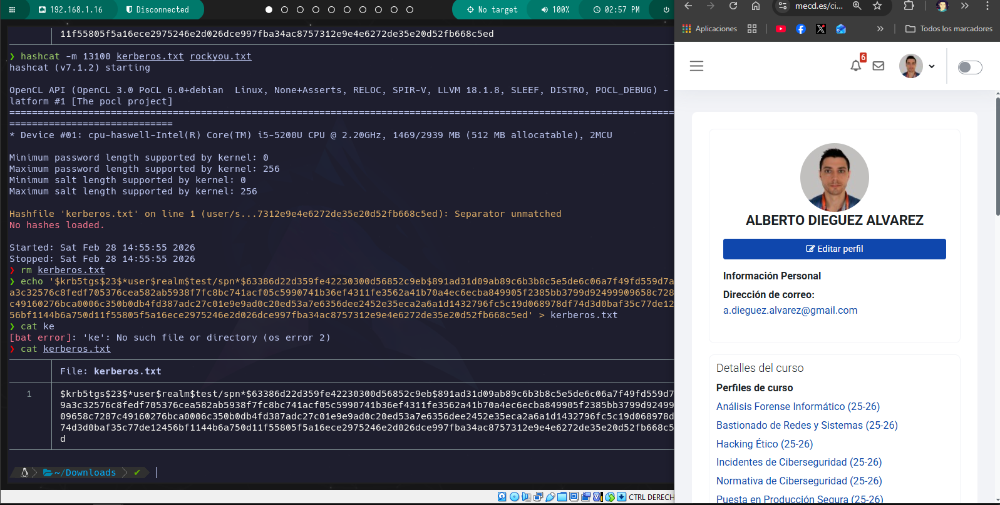 192.168.1.16
Disconnected
No target
100%
02:57 PM
11f55805f5a16ece2975246e2d026dce997fba34ac8757312e9e4e6272de35e20d52fb668c5ed
❯ hashcat -m 13100 kerberos.txt rockyou.txt
hashcat (v7.1.2) starting
OpenCL API (OpenCL 3.0 PoCL 6.0+debian  Linux, None+Asserts, RELOC, SPIR-V, LLVM 18.1.8, SLEEF, DISTRO, POCL_DEBUG) -
latform #1 [The pocl project]
======================================================================================================================
=============================
* Device #01: cpu-haswell-Intel(R) Core(TM) i5-5200U CPU @ 2.20GHz, 1469/2939 MB (512 MB allocatable), 2MCU
Minimum password length supported by kernel: 0
Maximum password length supported by kernel: 256
Minimum salt length supported by kernel: 0
Maximum salt length supported by kernel: 256
Hashfile 'kerberos.txt' on line 1 (user/s...7312e9e4e6272de35e20d52fb668c5ed): Separator unmatched
No hashes loaded.
Started: Sat Feb 28 14:55:55 2026
Stopped: Sat Feb 28 14:55:55 2026
❯ rm kerberos.txt
❯ echo '$krb5tgs$23$*user$realm$test/spn*$63386d22d359fe42230300d56852c9eb$891ad31d09ab89c6b3b8c5e5de6c06a7f49fd559d7a
a3c32576c8fedf705376cea582ab5938f7fc8bc741acf05c5990741b36ef4311fe3562a41b70a4ec6ecba849905f2385bb3799d92499909658c728
c49160276bca0006c350b0db4fd387adc27c01e9e9ad0c20ed53a7e6356dee2452e35eca2a6a1d1432796fc5c19d068978df74d3d0baf35c77de12
56bf1144b6a750d11f55805f5a16ece2975246e2d026dce997fba34ac8757312e9e4e6272de35e20d52fb668c5ed' > kerberos.txt
❯ cat ke
[bat error]: 'ke': No such file or directory (os error 2)
❯ cat kerberos.txt
File: kerberos.txt
1 $krb5tgs$23$*user$realm$test/spn*$63386d22d359fe42230300d56852c9eb$891ad31d09ab89c6b3b8c5e5de6c06a7f49fd559d7
9a3c32576c8fedf705376cea582ab5938f7fc8bc741acf05c5990741b36ef4311fe3562a41b70a4ec6ecba849905f2385bb3799d92499
09658c7287c49160276bca0006c350b0db4fd387adc27c01e9e9ad0c20ed53a7e6356dee2452e35eca2a6a1d1432796fc5c19d068978d
74d3d0baf35c77de12456bf1144b6a750d11f55805f5a16ece2975246e2d026dce997fba34ac8757312e9e4e6272de35e20d52fb668c5
d
~/Downloads
CTRL DERECH
mecd.es/ci...
Aplicaciones
Todos los marcadores
6
ALBERTO DIEGUEZ ALVAREZ
Editar perfil
Información Personal
Dirección de correo:
a.dieguez.alvarez@gmail.com
Detalles del curso
Perfiles de curso
Análisis Forense Informático (25-26)
Bastionado de Redes y Sistemas (25-26)
Hacking Ético (25-26)
Incidentes de Ciberseguridad (25-26)
Normativa de Ciberseguridad (25-26)
Puesta en Producción Segura (25-26)